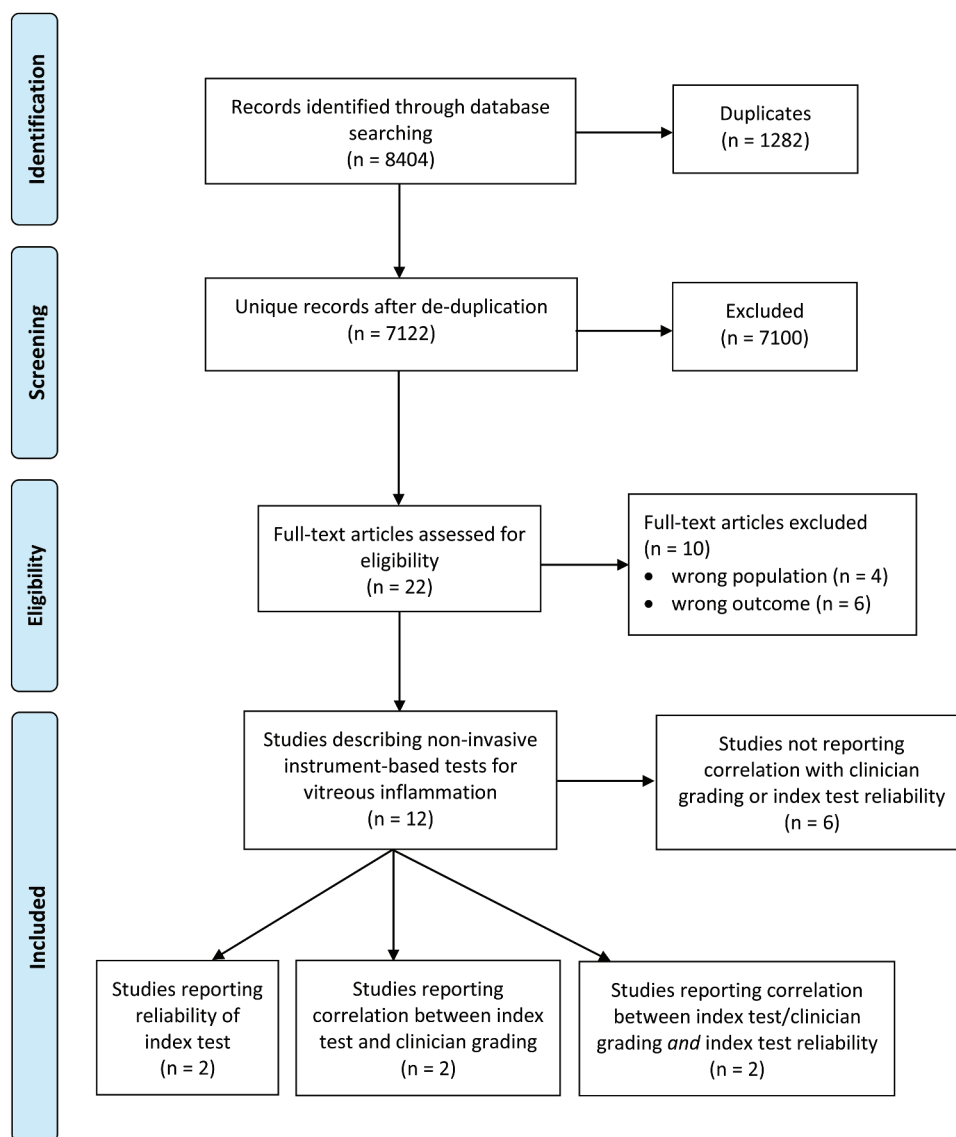 Identification
Records identified through database
searching
(n = 8404)
Duplicates
(n = 1282)
Screening
Unique records after de-duplication
(n = 7122)
Excluded
(n = 7100)
Eligibility
Full-text articles assessed for
eligibility
(n = 22)
Full-text articles excluded
(n = 10)
• wrong population (n = 4)
• wrong outcome (n = 6)
Included
Studies describing non-invasive
instrument-based tests for
vitreous inflammation
(n = 12)
Studies not reporting
correlation with clinician
grading or index test reliability
(n = 6)
Studies reporting
reliability of
index test
(n = 2)
Studies reporting
correlation between index
test and clinician grading
(n = 2)
Studies reporting correlation
between index test/clinician
grading and index test reliability
(n = 2)